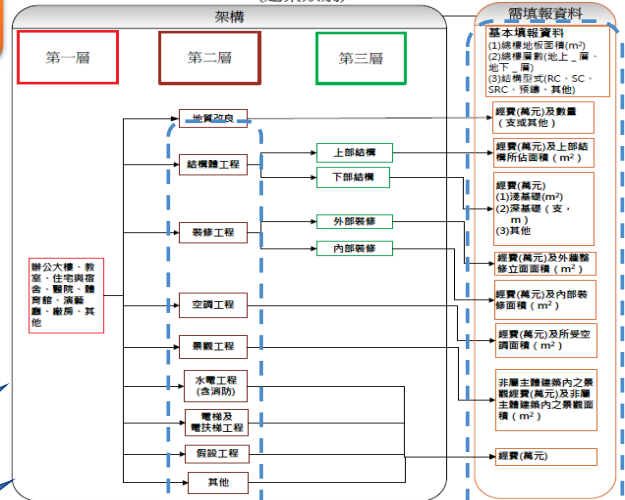 架構
需填報資料
第一層
第二層
第三層
基本填報資料
(1)總樓地板面積(m²)
(2)總樓層數(地上 _ 層、
地下 _ 層)
(3)結構型式(RC、SC、
SRC、預鑄、其他)
地質改良
經費(萬元)及數量
(支或其他)
結構體工程
上部結構
經費(萬元)及上部結
構所佔面積(m²)
下部結構
經費(萬元)
(1)淺基礎(m²)
(2)深基礎(支,
m)
(3)其他
裝修工程
外部裝修
經費(萬元)及外牆整
修立面面積(m²)
內部裝修
經費(萬元)及內部裝
修面積(m²)
辦公大樓、教
室、住宅與宿
舍、醫院、體
育館、演藝
廳、廠房、其
他
空調工程
經費(萬元)及所受空
調面積(m²)
景觀工程
非屬主體建築內之景
觀經費(萬元)及非屬
主體建築內之景觀面
積(m²)
水電工程
(含消防)
電梯及
電扶梯工程
假設工程
其他
經費(萬元)